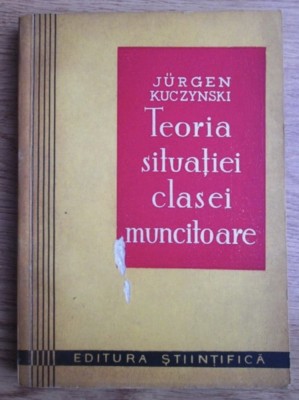 JÜRGEN
KUCZYNSKI
Teoria
situației
clasei
muncitoare
EDITURA ȘTIINȚIFICĂ